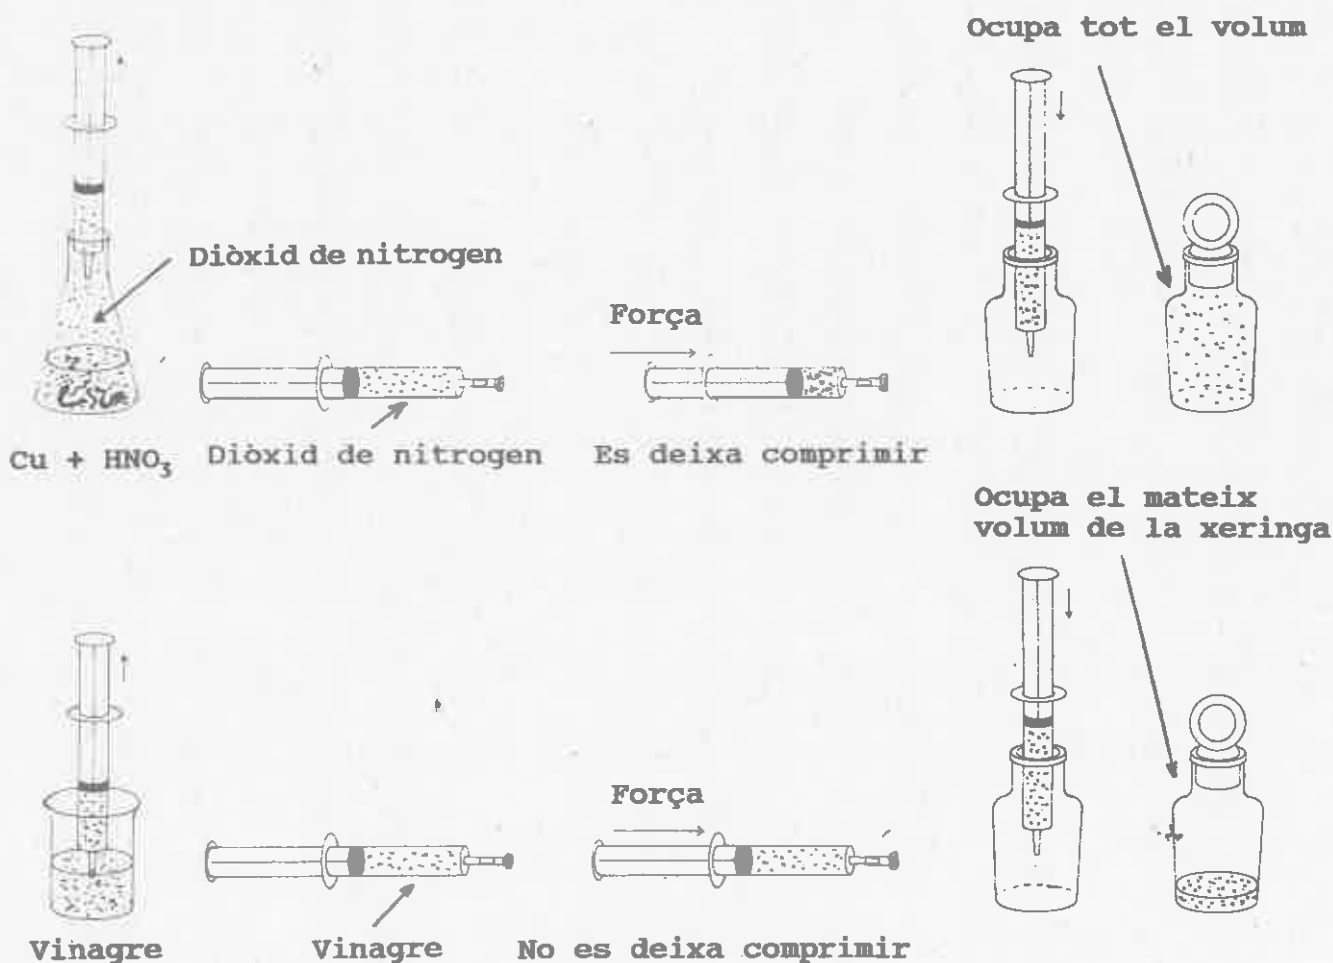 Ocupa tot el volum
Diòxid de nitrogen
Força
Cu + HNO₃
Diòxid de nitrogen
Es deixa comprimir
Ocupa el mateix
volum de la xeringa
Força
Vinagre
Vinagre
No es deixa comprimir